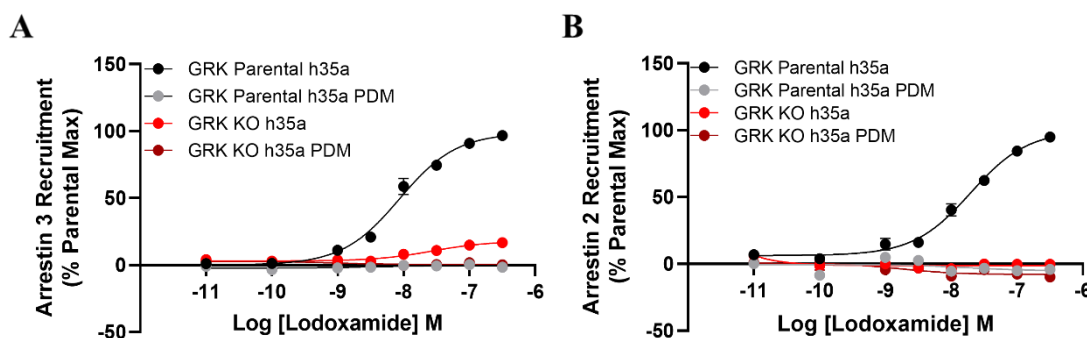 A
Arrestin 3 Recruitment
(% Parental Max)
150
100
50
0
-50
GRK Parental h35a
GRK Parental h35a PDM
GRK KO h35a
GRK KO h35a PDM
-11 -10 -9 -8 -7 -6
Log [Lodoxamide] M
B
Arrestin 2 Recruitment
(% Parental Max)
150
100
50
0
-50
GRK Parental h35a
GRK Parental h35a PDM
GRK KO h35a
GRK KO h35a PDM
-11 -10 -9 -8 -7 -6
Log [Lodoxamide] M